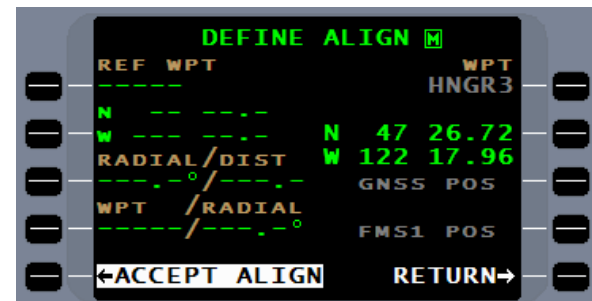 DEFINE ALIGN M
REF WPT WPT
----- HNGR3
N -- --.-
W --- --.- N 47 26.72
RADIAL/DIST W 122 17.96
---.-°/---.- GNSS POS
WPT /RADIAL
-----/---.-° FMS1 POS
←ACCEPT ALIGN RETURN→